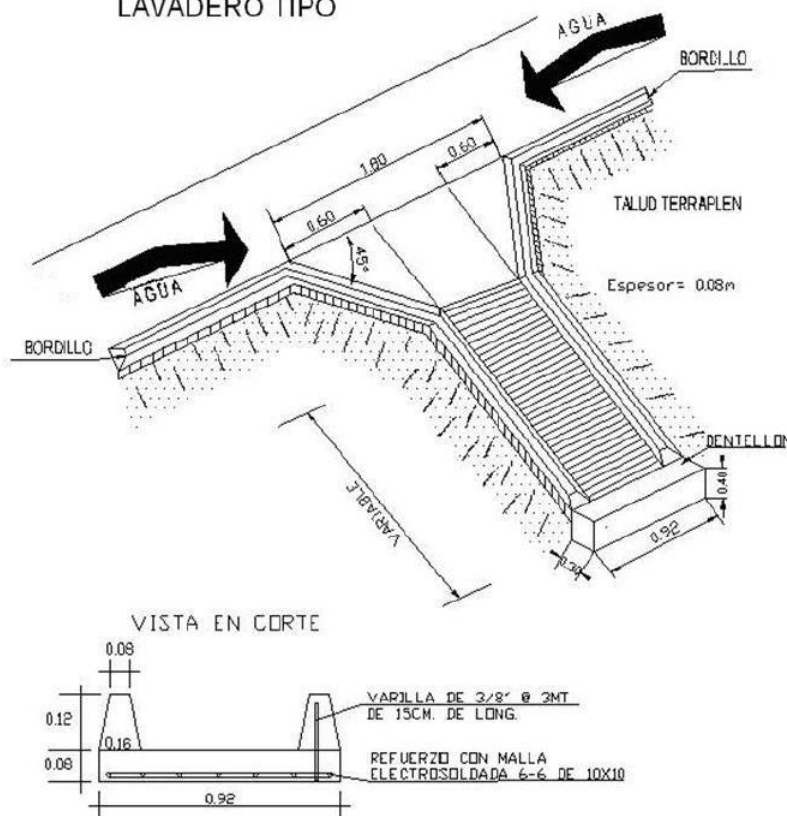 LAVADERO TIPO
AGUA
BORDILLO
1.80
0.60
0.60
TALUD TERRAPLEN
45°
AGUA
Espesor= 0.08m
BORDILLO
DENTELLON
0.40
VARIABLE
0.92
0.30
VISTA EN CORTE
0.08
VARILLA DE 3/8" @ 3MT
DE 15CM. DE LONG.
0.12
0.16
0.08
REFUERZO CON MALLA
ELECTROSOLDADA 6-6 DE 10X10
0.92